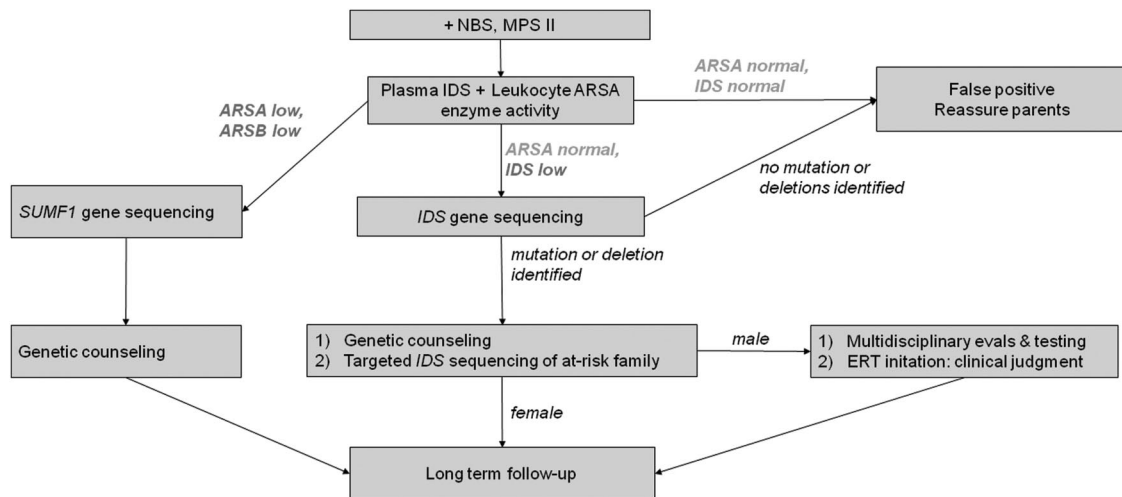 + NBS, MPS II
Plasma IDS + Leukocyte ARSA
enzyme activity
ARSA normal,
IDS normal
False positive
Reassure parents
ARSA low,
ARSB low
ARSA normal,
IDS low
no mutation or
deletions identified
SUMF1 gene sequencing
IDS gene sequencing
mutation or deletion
identified
Genetic counseling
1) Genetic counseling
2) Targeted IDS sequencing of at-risk family
male
1) Multidisciplinary evals & testing
2) ERT initation: clinical judgment
female
Long term follow-up